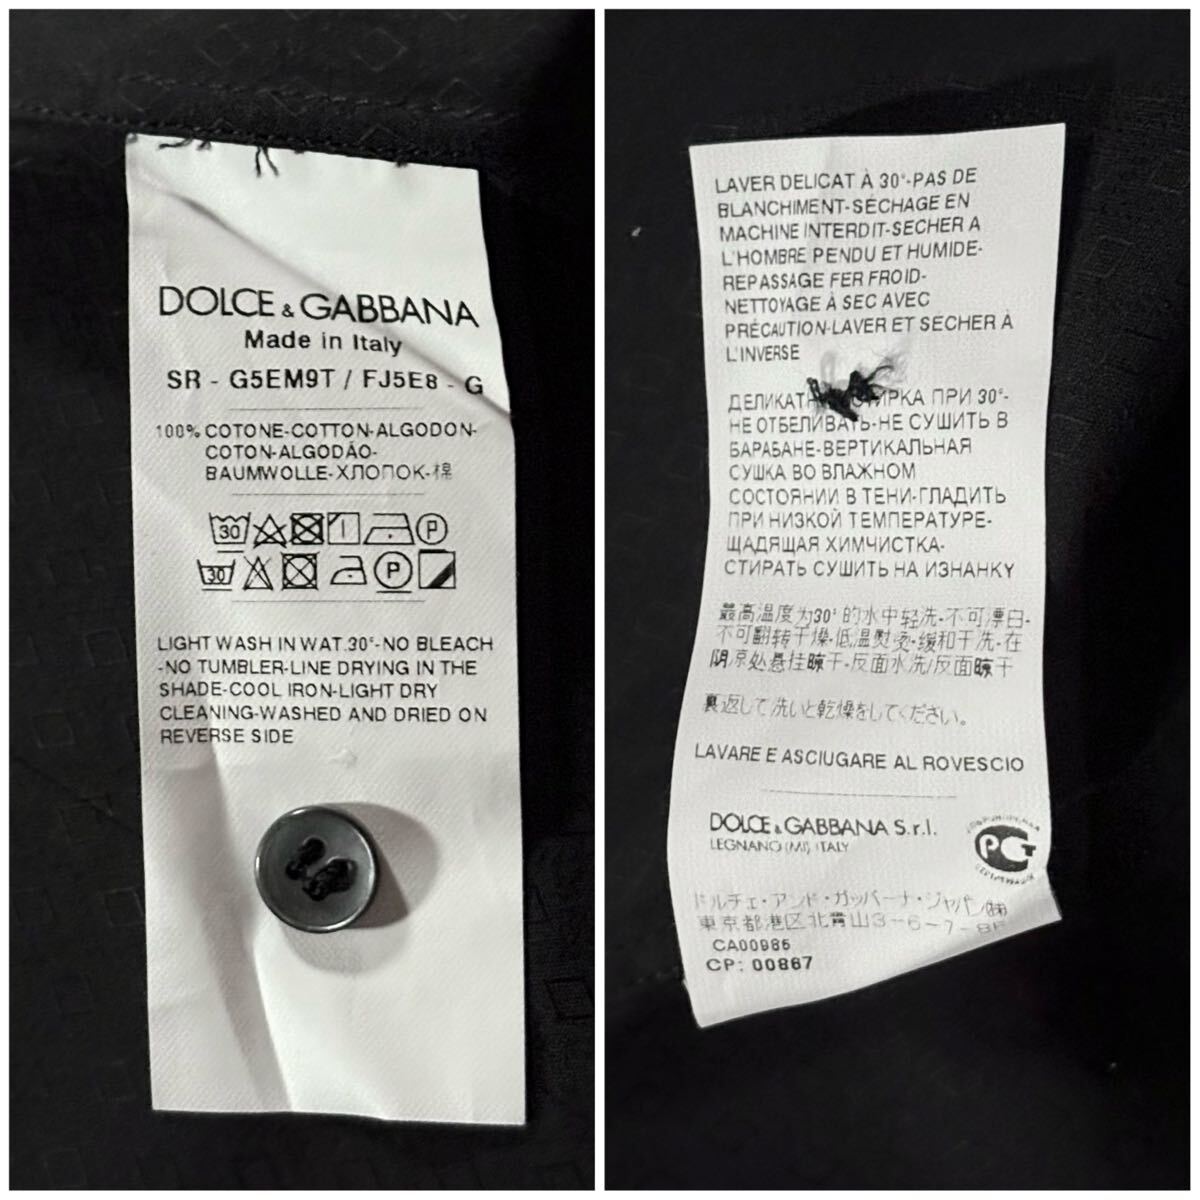 DOLCE & GABBANA
Made in Italy
SR - G5EM9T / FJ5E8 - G
100% COTONE-COTTON-ALGODON-
COTON-ALGODÃO-
BAUMWOLLE-ХЛОПОК-棉
30 P
30 P
LIGHT WASH IN WAT.30°-NO BLEACH
-NO TUMBLER-LINE DRYING IN THE
SHADE-COOL IRON-LIGHT DRY
CLEANING-WASHED AND DRIED ON
REVERSE SIDE
LAVER DELICAT À 30°-PAS DE
BLANCHIMENT-SÉCHAGE EN
MACHINE INTERDIT-SECHER A
L'HOMBRE PENDU ET HUMIDE-
REPASSAGE FER FROID-
NETTOYAGE À SEC AVEC
PRÉCAUTION-LAVER ET SÉCHER À
L'INVERSE
ПРИ 30°-
НЕ ОТБЕЛИВАТЬ-НЕ СУШИТЬ В
БАРАБАНЕ-ВЕРТИКАЛЬНАЯ
СУШКА ВО ВЛАЖНОМ
СОСТОЯНИИ В ТЕНИ-ГЛАДИТЬ
ПРИ НИЗКОЙ ТЕМПЕРАТУРЕ-
ЩАДЯЩАЯ ХИМЧИСТКА-
СТИРАТЬ СУШИТЬ НА ИЗНАНКУ
最高温度为30°的水中轻洗-不可漂白-
不可翻转干燥-低温熨烫-缓和干洗-在
阴凉处悬挂晾干-反面水洗/反面晾干
裏返して洗いと乾燥をしてください。
LAVARE E ASCIUGARE AL ROVESCIO
DOLCE & GABBANA S.r.l.
LEGNANO (MI) ITALY
РСТ
ドルチェ・アンド・ガッバーナ・ジャパン㈱
東京都港区北青山3-6-7-8F
CA00986
CP: 00867